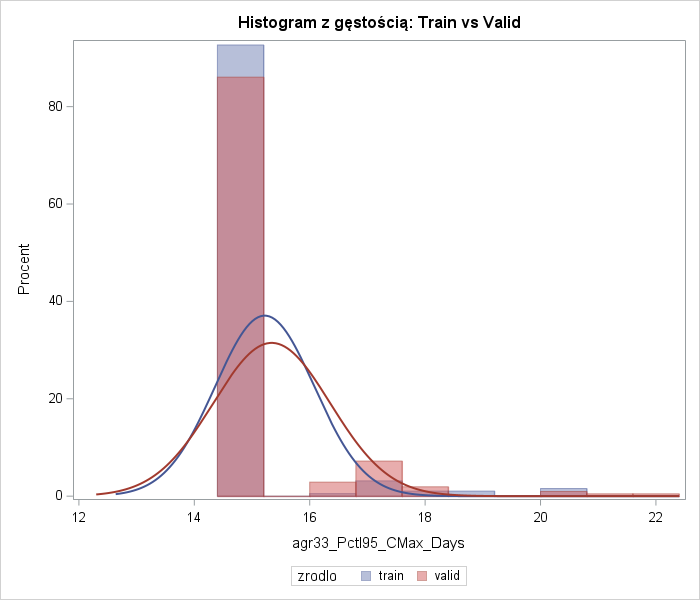 Histogram z gęstością: Train vs Valid
Procent
80
60
40
20
0
12 14 16 18 20 22
agr33_Pctl95_CMax_Days
zrodlo train valid